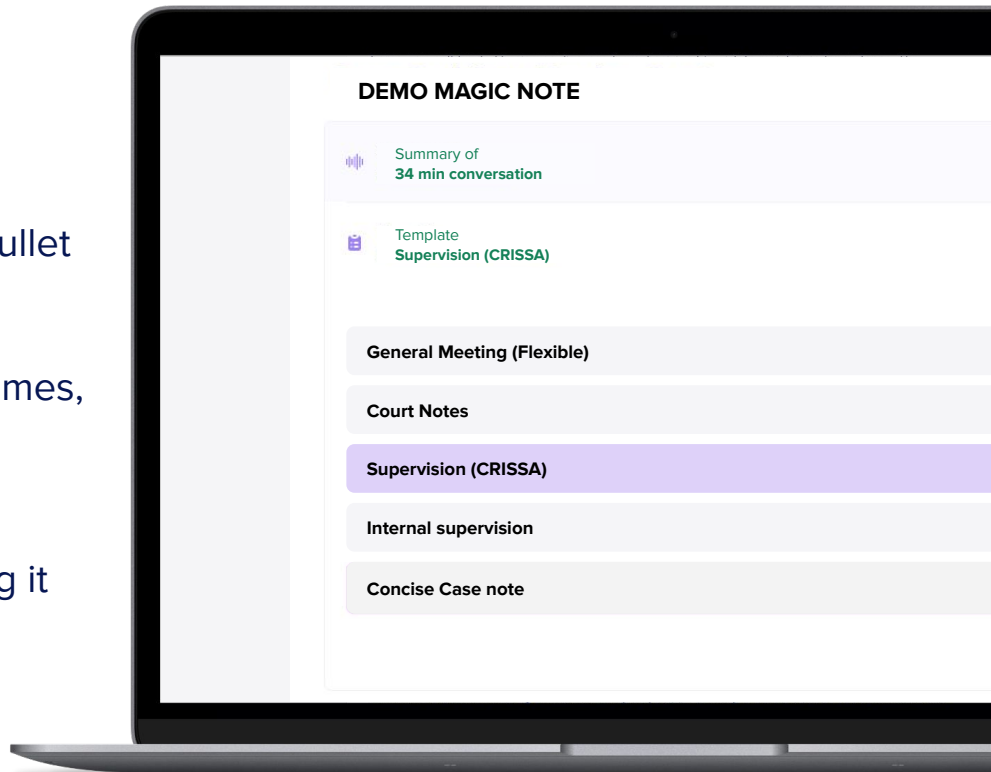 DEMO MAGIC NOTE
Summary of
34 min conversation
Template
Supervision (CRISSA)
General Meeting (Flexible)
Court Notes
Supervision (CRISSA)
Internal supervision
Concise Case note
ullet
mes,
g it